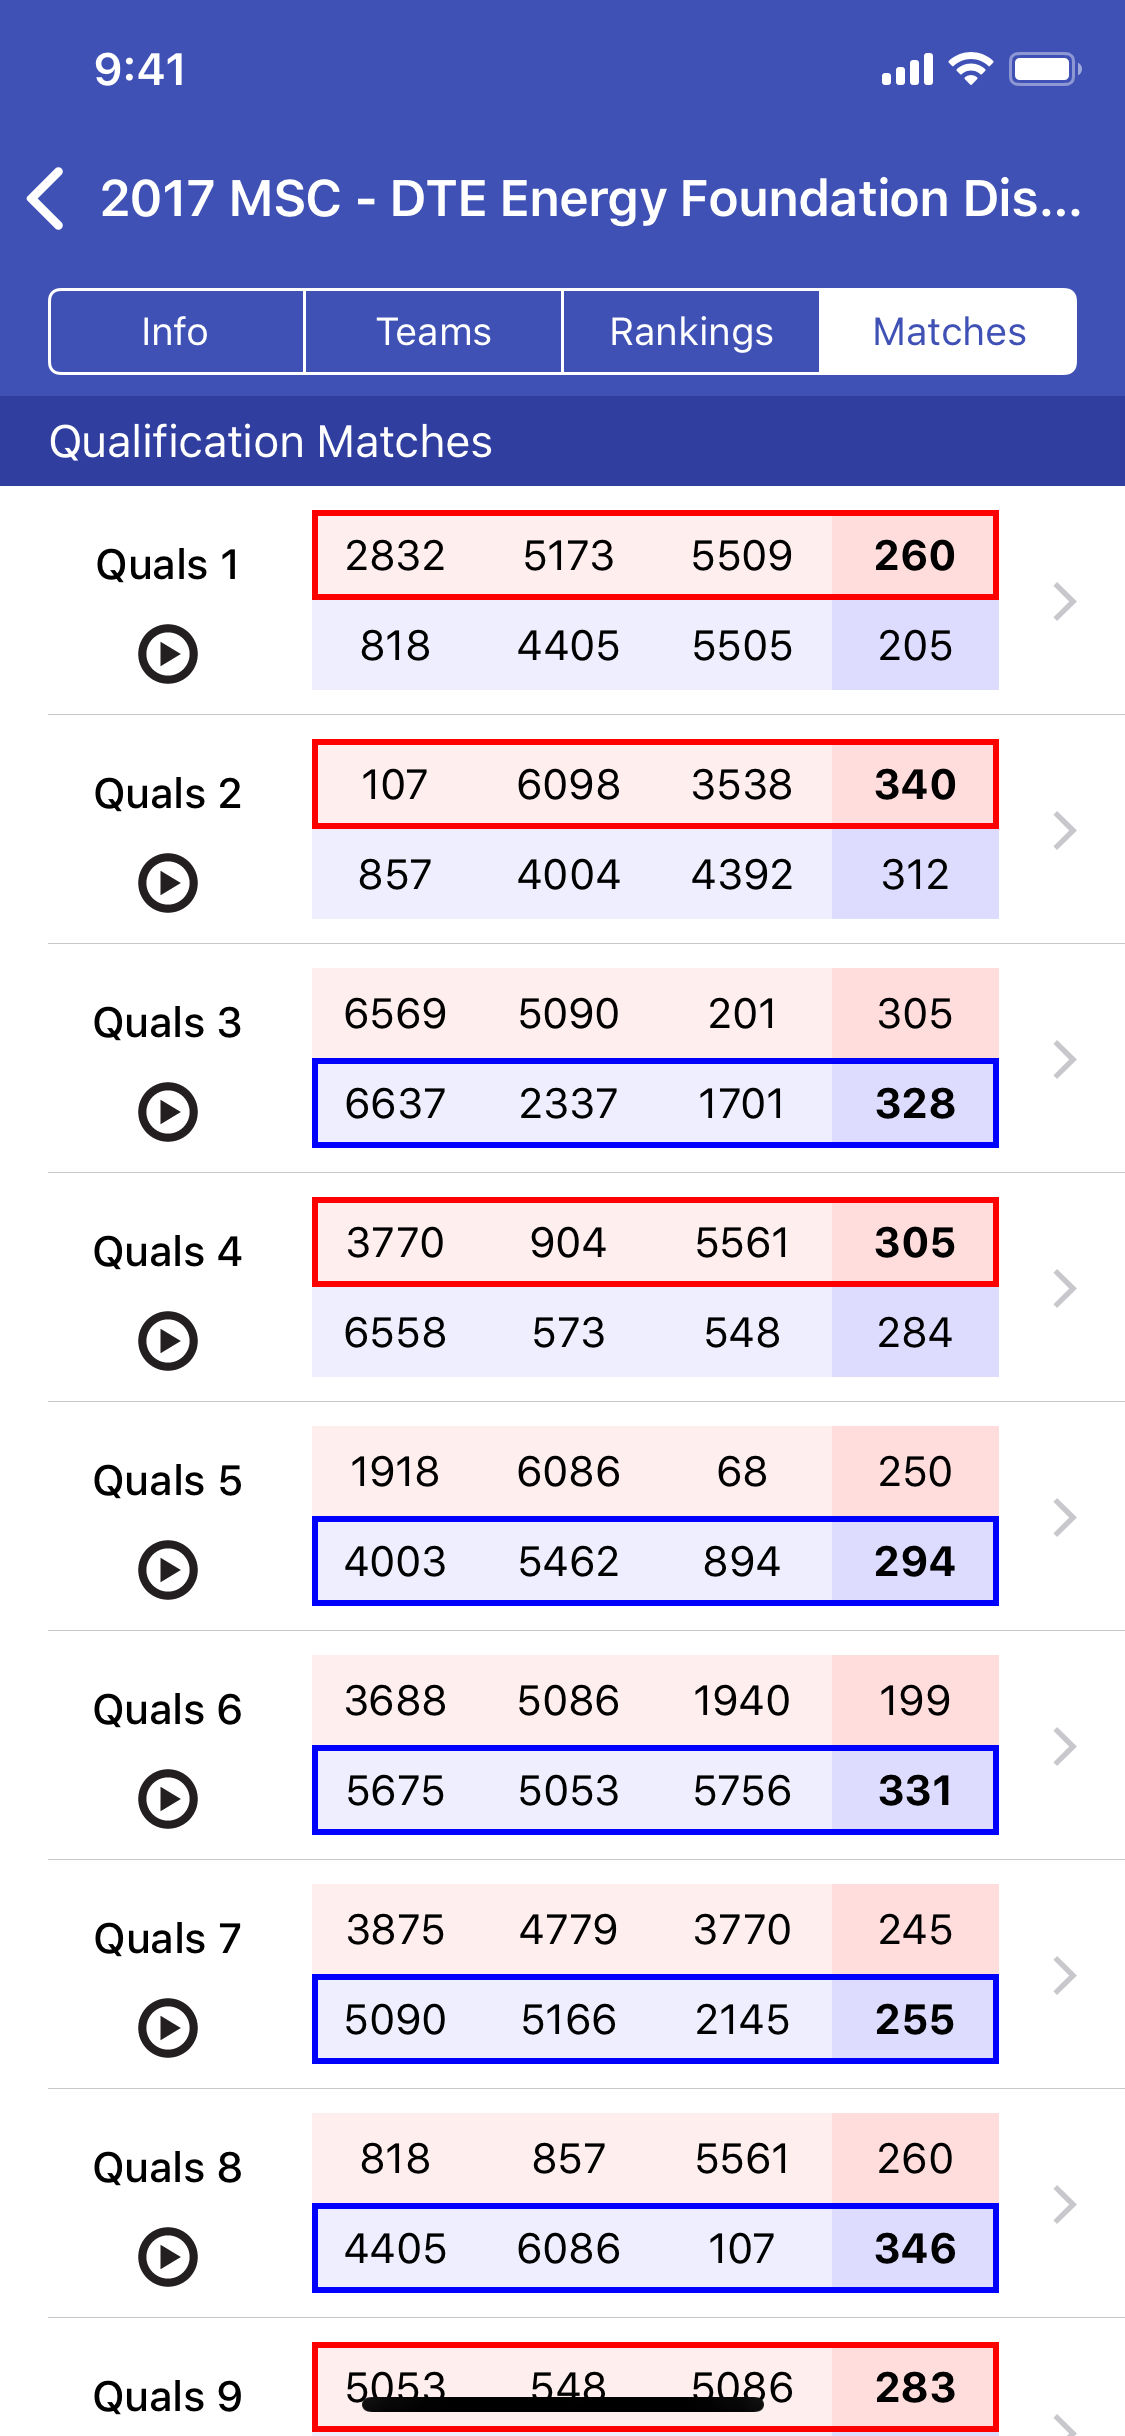 9:41
2017 MSC - DTE Energy Foundation Dis...
Info Teams Rankings Matches
Qualification Matches
Quals 1
2832 5173 5509 260
818 4405 5505 205
Quals 2
107 6098 3538 340
857 4004 4392 312
Quals 3
6569 5090 201 305
6637 2337 1701 328
Quals 4
3770 904 5561 305
6558 573 548 284
Quals 5
1918 6086 68 250
4003 5462 894 294
Quals 6
3688 5086 1940 199
5675 5053 5756 331
Quals 7
3875 4779 3770 245
5090 5166 2145 255
Quals 8
818 857 5561 260
4405 6086 107 346
Quals 9
5053 548 5086 283